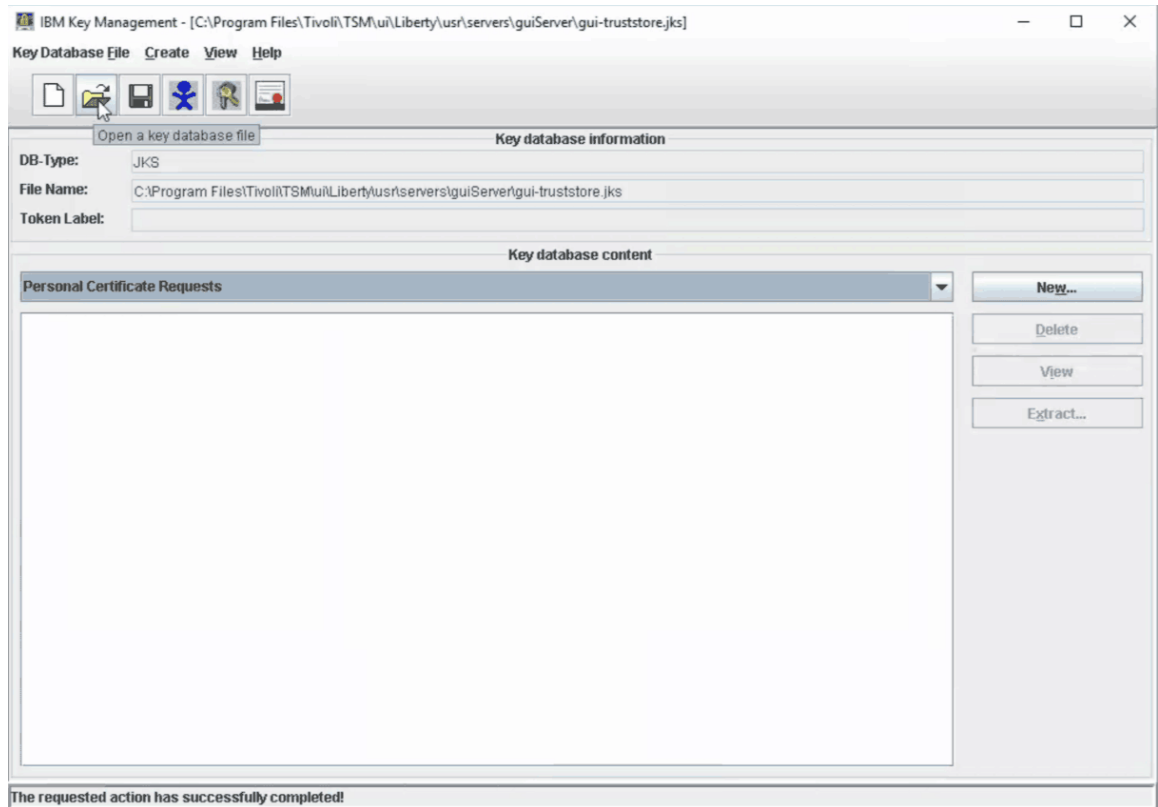 IBM Key Management - [C:\Program Files\Tivoli\TSM\ui\Liberty\usr\servers\guiServer\gui-truststore.jks]
Key Database File Create View Help
Open a key database file
Key database information
DB-Type: JKS
File Name: C:\Program Files\Tivoli\TSM\ui\Liberty\usr\servers\guiServer\gui-truststore.jks
Token Label:
Key database content
Personal Certificate Requests
New...
Delete
View
Extract...
The requested action has successfully completed!